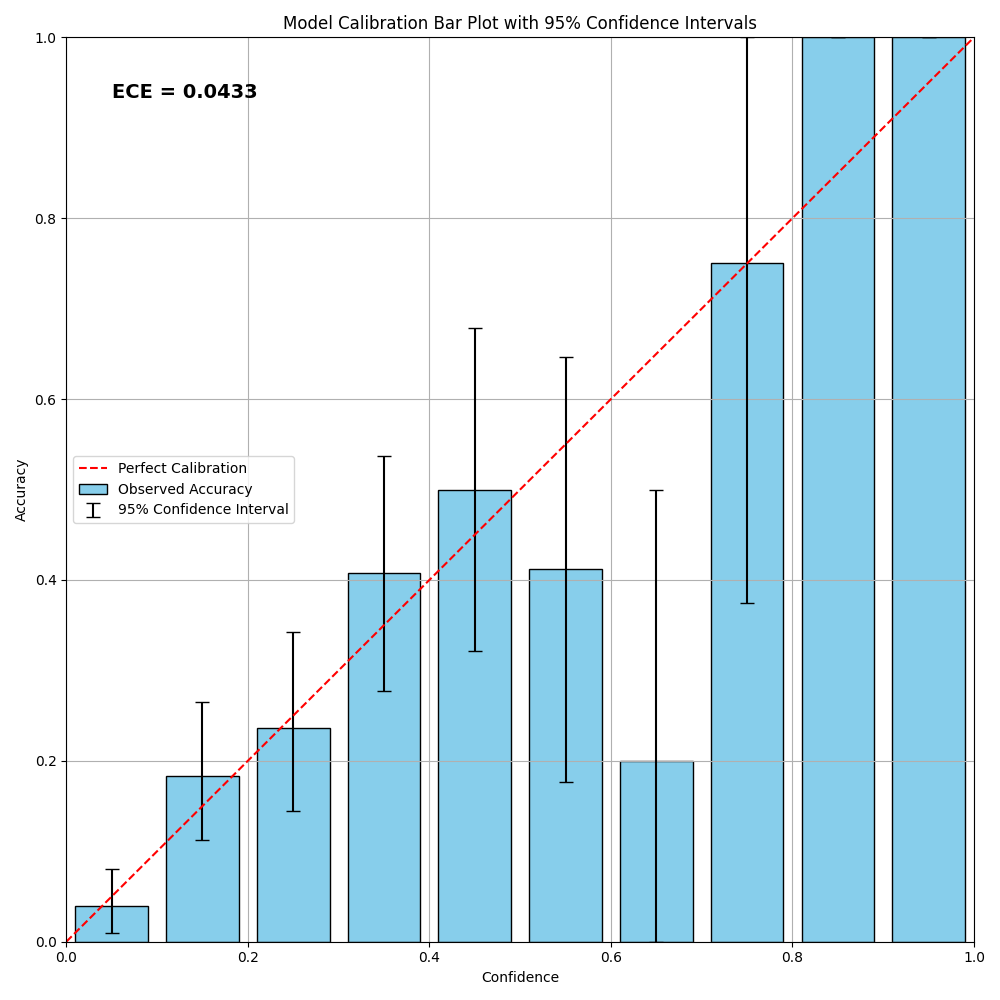 Model Calibration Bar Plot with 95% Confidence Intervals
1.0
ECE = 0.0433
0.8
0.6
Accuracy
Perfect Calibration
Observed Accuracy
95% Confidence Interval
0.4
0.2
0.0
0.0 0.2 0.4 0.6 0.8 1.0
Confidence